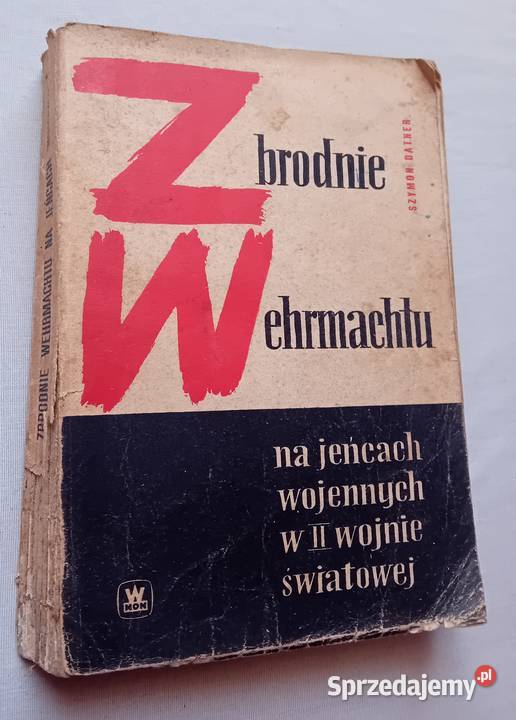 Zbrodnie
SZYMON DATNER
Wehrmachtu
na jeńcach
wojennych
w II wojnie
światowej
W
MON
ZBRODNIE WEHRMACHTU NA JEŃCACH
Sprzedajemy.pl